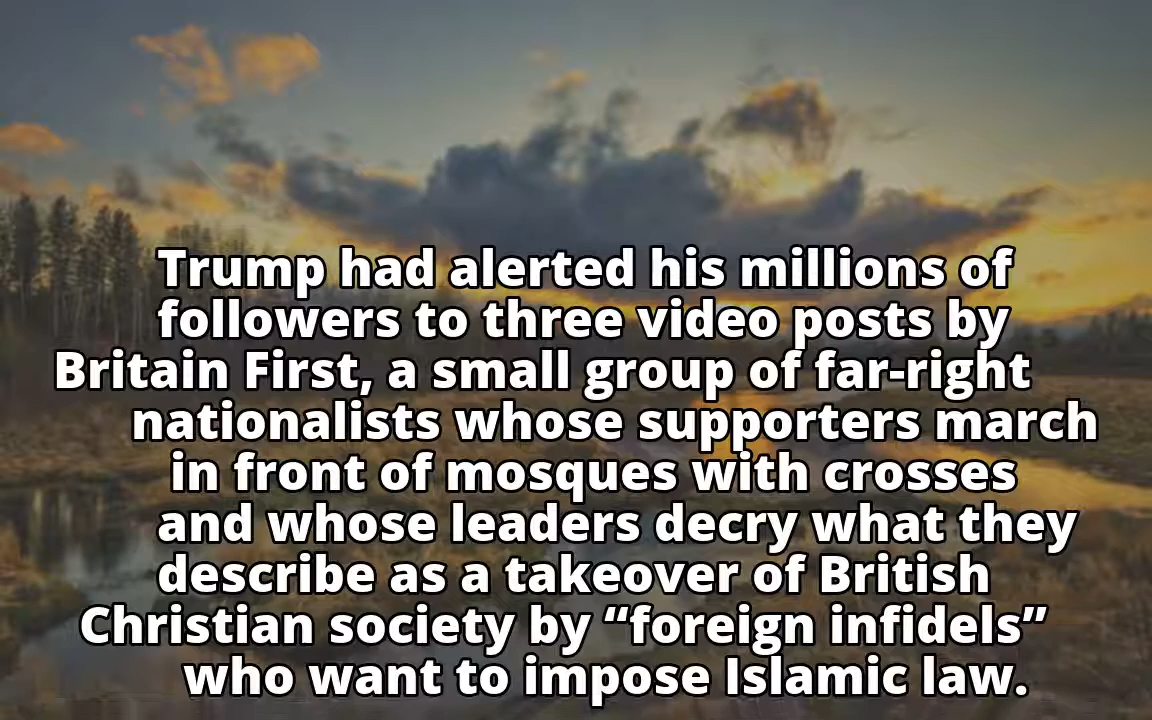 Trump had alerted his millions of
followers to three video posts by
Britain First, a small group of far-right
nationalists whose supporters march
in front of mosques with crosses
and whose leaders decry what they
describe as a takeover of British
Christian society by “foreign infidels”
who want to impose Islamic law.